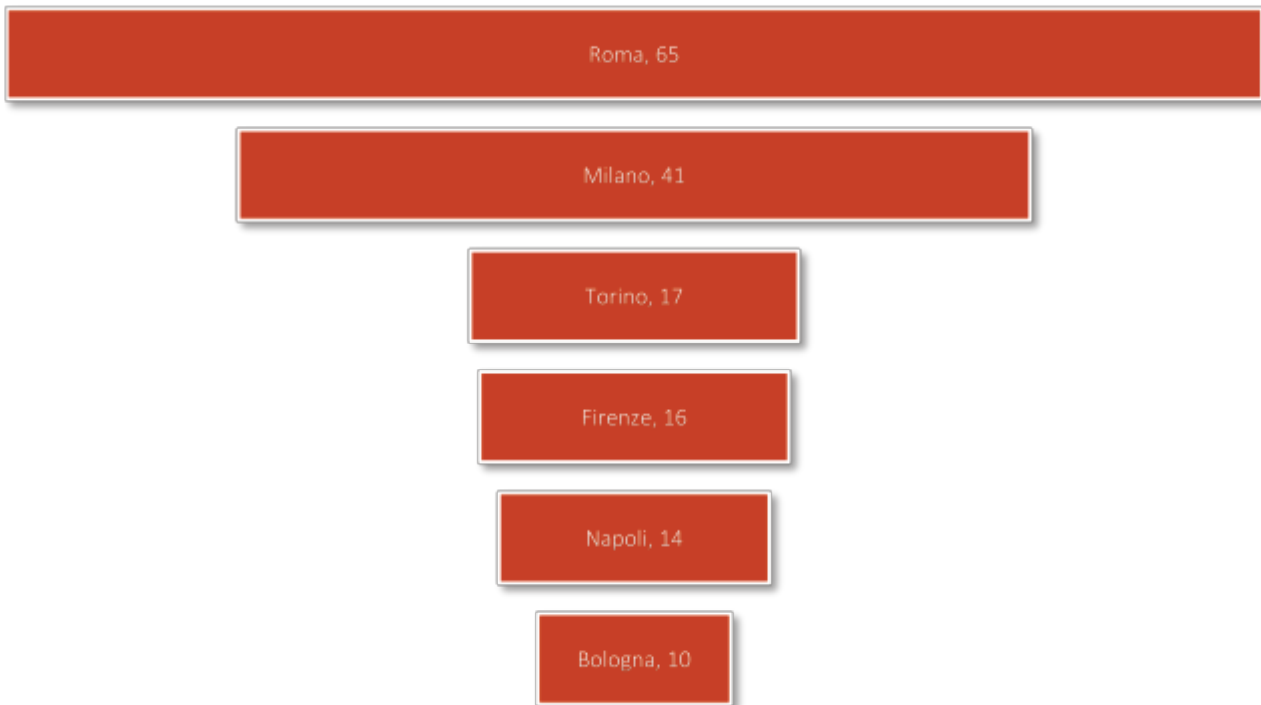 Roma, 65
Milano, 41
Torino, 17
Firenze, 16
Napoli, 14
Bologna, 10